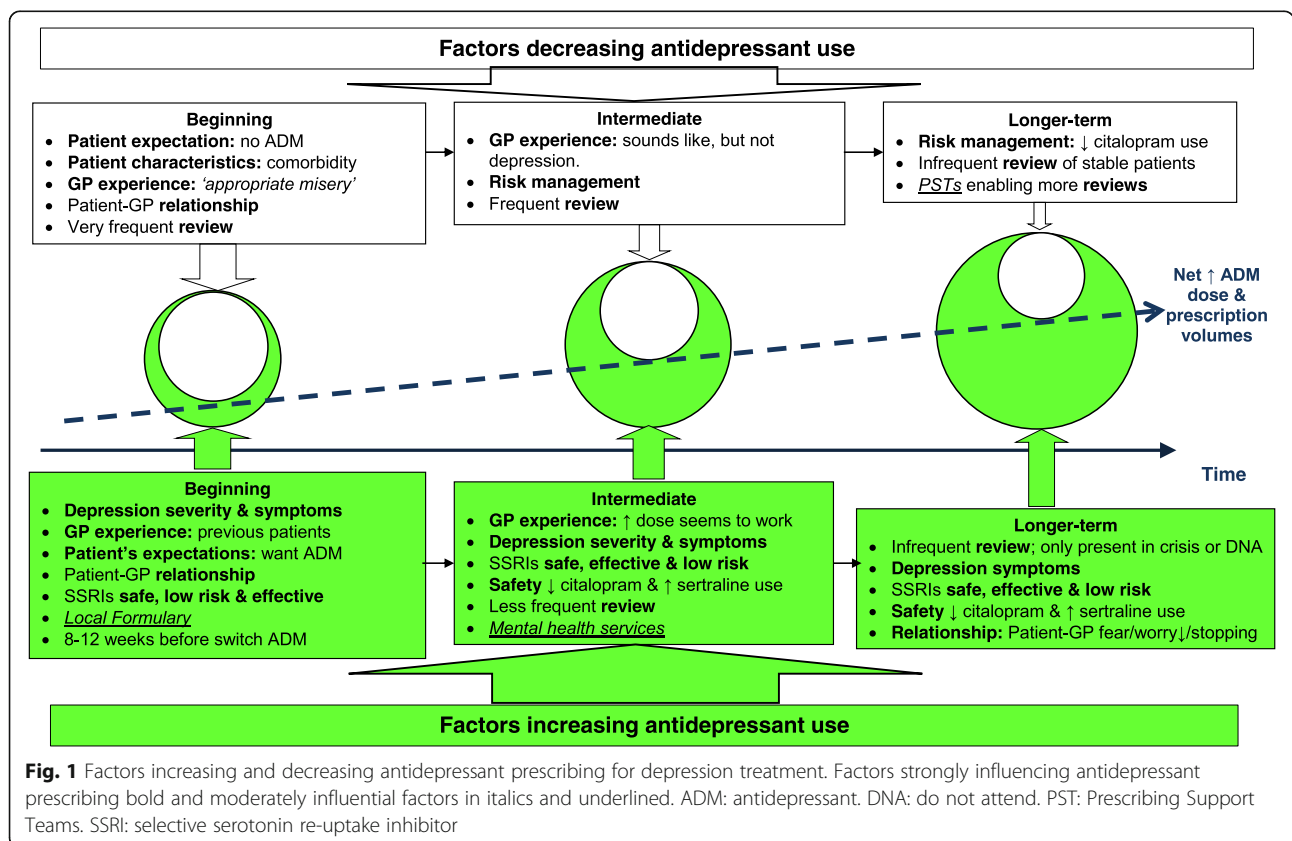 Factors decreasing antidepressant use
Beginning
• Patient expectation: no ADM
• Patient characteristics: comorbidity
• GP experience: ‘appropriate misery’
• Patient-GP relationship
• Very frequent review
Intermediate
• GP experience: sounds like, but not
depression.
• Risk management
• Frequent review
Longer-term
• Risk management: ↓ citalopram use
• Infrequent review of stable patients
• PSTs enabling more reviews
Net ↑ ADM
dose &
prescription
volumes
Time
Beginning
• Depression severity & symptoms
• GP experience: previous patients
• Patient’s expectations: want ADM
• Patient-GP relationship
• SSRIs safe, low risk & effective
• Local Formulary
• 8-12 weeks before switch ADM
Intermediate
• GP experience: ↑ dose seems to work
• Depression severity & symptoms
• SSRIs safe, effective & low risk
• Safety ↓ citalopram & ↑ sertraline use
• Less frequent review
• Mental health services
Longer-term
• Infrequent review; only present in crisis or DNA
• Depression symptoms
• SSRIs safe, effective & low risk
• Safety ↓ citalopram & ↑ sertraline use
• Relationship: Patient-GP fear/worry↓/stopping
Factors increasing antidepressant use
Fig. 1 Factors increasing and decreasing antidepressant prescribing for depression treatment. Factors strongly influencing antidepressant
prescribing bold and moderately influential factors in italics and underlined. ADM: antidepressant. DNA: do not attend. PST: Prescribing Support
Teams. SSRI: selective serotonin re-uptake inhibitor